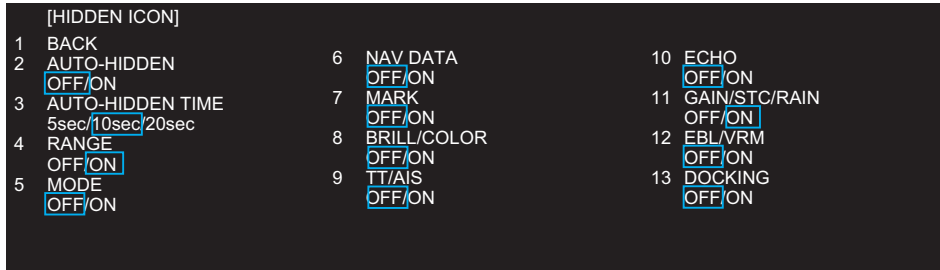 [HIDDEN ICON]
1 BACK
2 AUTO-HIDDEN
OFF/ON
3 AUTO-HIDDEN TIME
5sec/10sec/20sec
4 RANGE
OFF/ON
5 MODE
OFF/ON
6 NAV DATA
OFF/ON
7 MARK
OFF/ON
8 BRILL/COLOR
OFF/ON
9 TT/AIS
OFF/ON
10 ECHO
OFF/ON
11 GAIN/STC/RAIN
OFF/ON
12 EBL/VRM
OFF/ON
13 DOCKING
OFF/ON